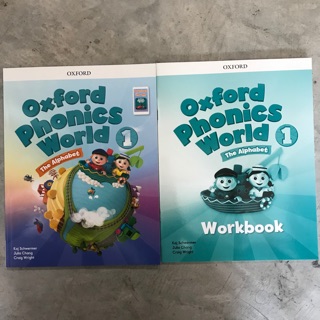 OXFORD
Oxford
Phonics
World 1
The Alphabet
Kaj Schwermer
Julia Chang
Craig Wright
OXFORD
Oxford
Phonics
World 1
The Alphabet
Workbook
Kaj Schwermer
Julia Chang
Craig Wright